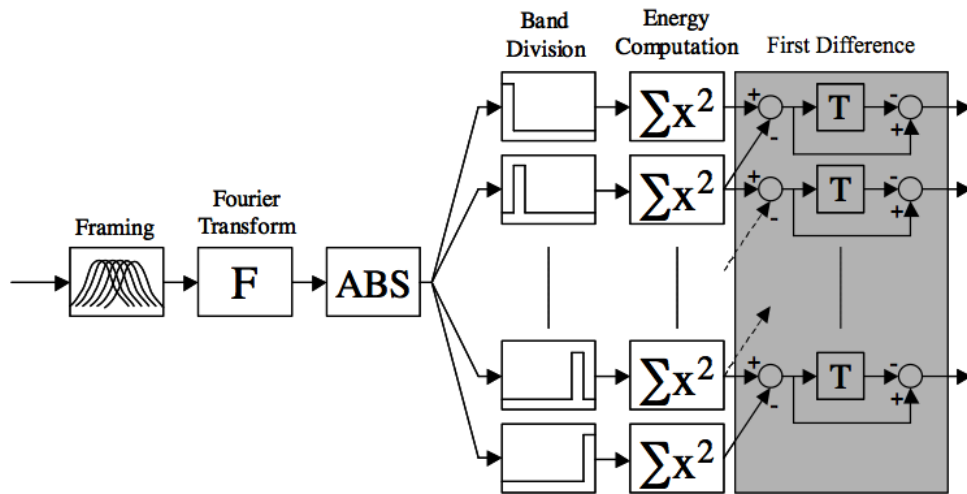 Band
Division
Energy
Computation
First Difference
∑x²
+
-
T
-
+
∑x²
+
-
T
-
+
Framing
Fourier
Transform
F
ABS
∑x²
+
-
T
-
+
∑x²